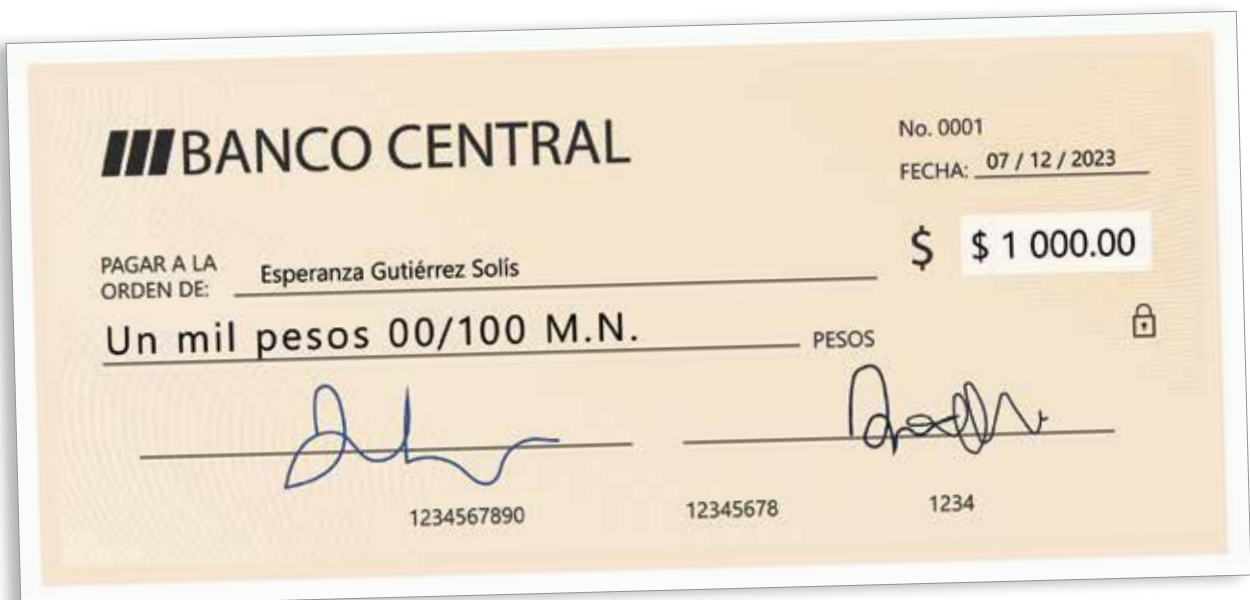 BANCO CENTRAL
No. 0001
FECHA: 07 / 12 / 2023
$ $ 1 000.00
PAGAR A LA
ORDEN DE: Esperanza Gutiérrez Solís
Un mil pesos 00/100 M.N. PESOS
1234567890 12345678 1234